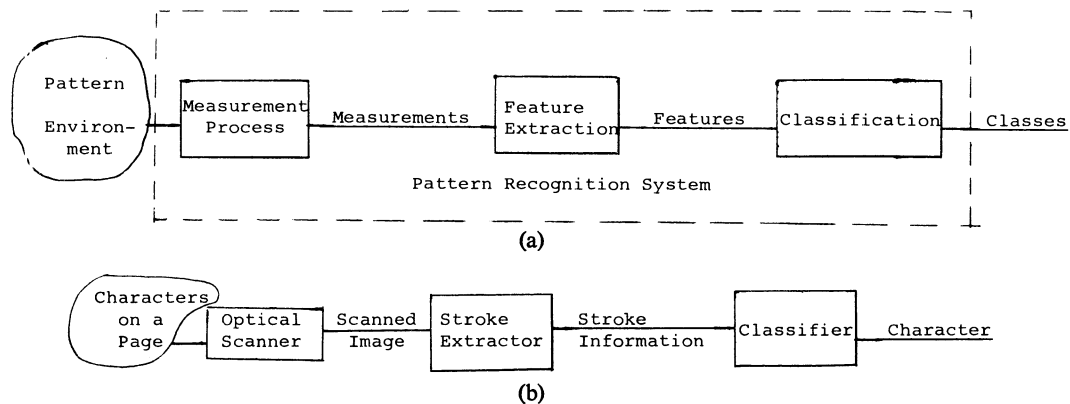 Pattern
Environ-
ment
Measurement
Process
Measurements
Feature
Extraction
Features
Classification
Classes
Pattern Recognition System
(a)
Characters
on a
Page
Optical
Scanner
Scanned
Image
Stroke
Extractor
Stroke
Information
Classifier
Character
(b)